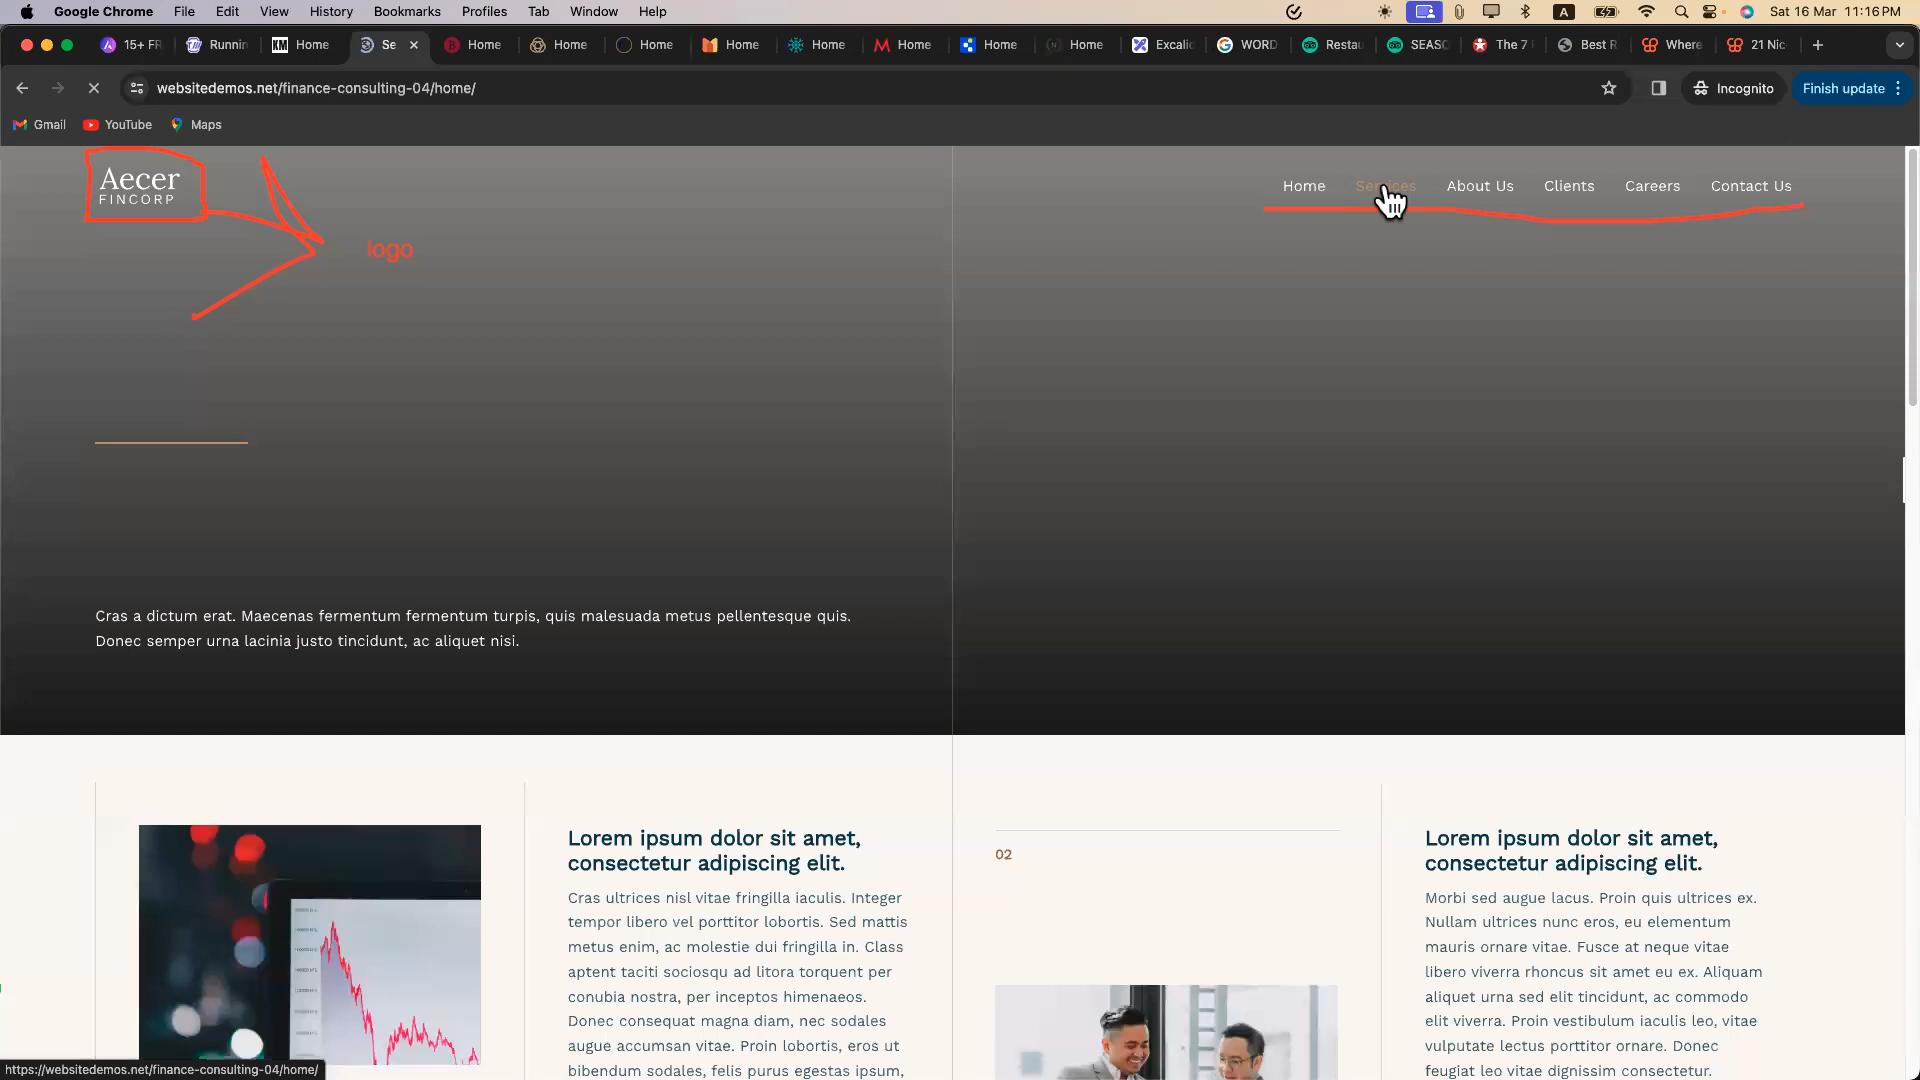 Google Chrome File Edit View History Bookmarks Profiles Tab Window Help A Sat 16 Mar 11:16 PM
15+ FR Runnin KM Home Se Home Home Home Home Home Home Home Home Excalid WORD Restau SEASO The 7 Best R Where 21 Nic
websitedemos.net/finance-consulting-04/home/ Incognito Finish update
Gmail YouTube Maps
Aecer
FINCORP
Home Services About Us Clients Careers Contact Us
logo
Cras a dictum erat. Maecenas fermentum fermentum turpis, quis malesuada metus pellentesque quis.
Donec semper urna lacinia justo tincidunt, ac aliquet nisi.
Lorem ipsum dolor sit amet,
consectetur adipiscing elit.
Cras ultrices nisl vitae fringilla iaculis. Integer
tempor libero vel porttitor lobortis. Sed mattis
metus enim, ac molestie dui fringilla in. Class
aptent taciti sociosqu ad litora torquent per
conubia nostra, per inceptos himenaeos.
Donec consequat magna diam, nec sodales
augue accumsan vitae. Proin lobortis, eros ut
bibendum sodales, felis purus egestas ipsum,
02
Lorem ipsum dolor sit amet,
consectetur adipiscing elit.
Morbi sed augue lacus. Proin quis ultrices ex.
Nullam ultrices nunc eros, eu elementum
mauris ornare vitae. Fusce at neque vitae
libero viverra rhoncus sit amet eu ex. Aliquam
aliquet urna sed elit tincidunt, ac commodo
elit viverra. Proin vestibulum iaculis leo, vitae
vulputate lectus porttitor ornare. Donec
feugiat leo vitae dignissim consectetur.
https://websitedemos.net/finance-consulting-04/home/